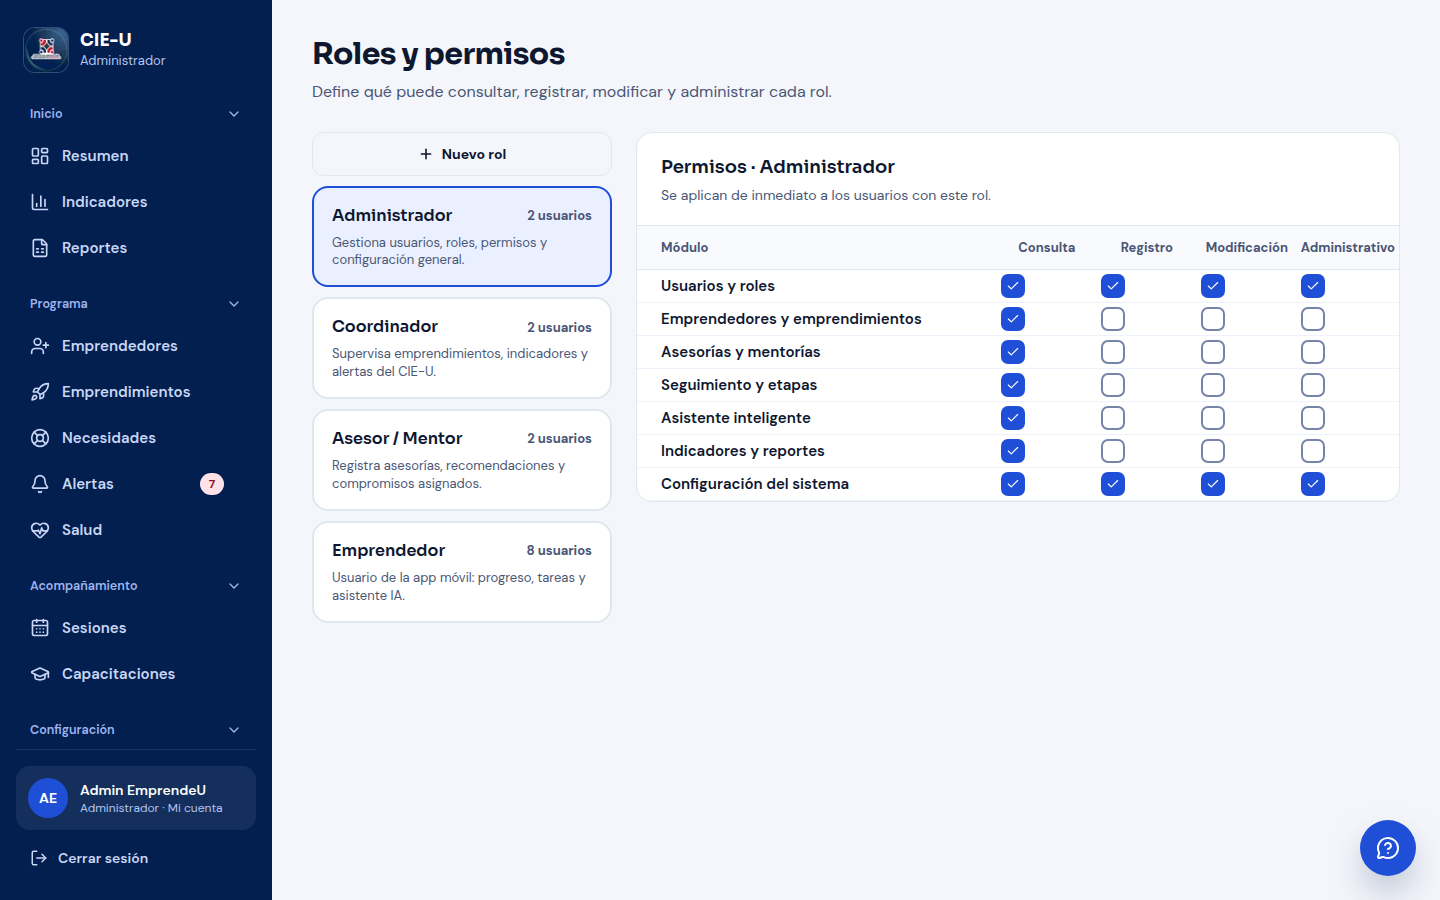 CIE-U
Administrador
Inicio
Resumen
Indicadores
Reportes
Programa
Emprendedores
Emprendimientos
Necesidades
Alertas 7
Salud
Acompañamiento
Sesiones
Capacitaciones
Configuración
AE
Admin EmprendeU
Administrador · Mi cuenta
Cerrar sesión
Roles y permisos
Define qué puede consultar, registrar, modificar y administrar cada rol.
Nuevo rol
Administrador 2 usuarios
Gestiona usuarios, roles, permisos y
configuración general.
Coordinador 2 usuarios
Supervisa emprendimientos, indicadores y
alertas del CIE-U.
Asesor / Mentor 2 usuarios
Registra asesorías, recomendaciones y
compromisos asignados.
Emprendedor 8 usuarios
Usuario de la app móvil: progreso, tareas y
asistente IA.
Permisos · Administrador
Se aplican de inmediato a los usuarios con este rol.
Módulo Consulta Registro Modificación Administrativo
Usuarios y roles
Emprendedores y emprendimientos
Asesorías y mentorías
Seguimiento y etapas
Asistente inteligente
Indicadores y reportes
Configuración del sistema